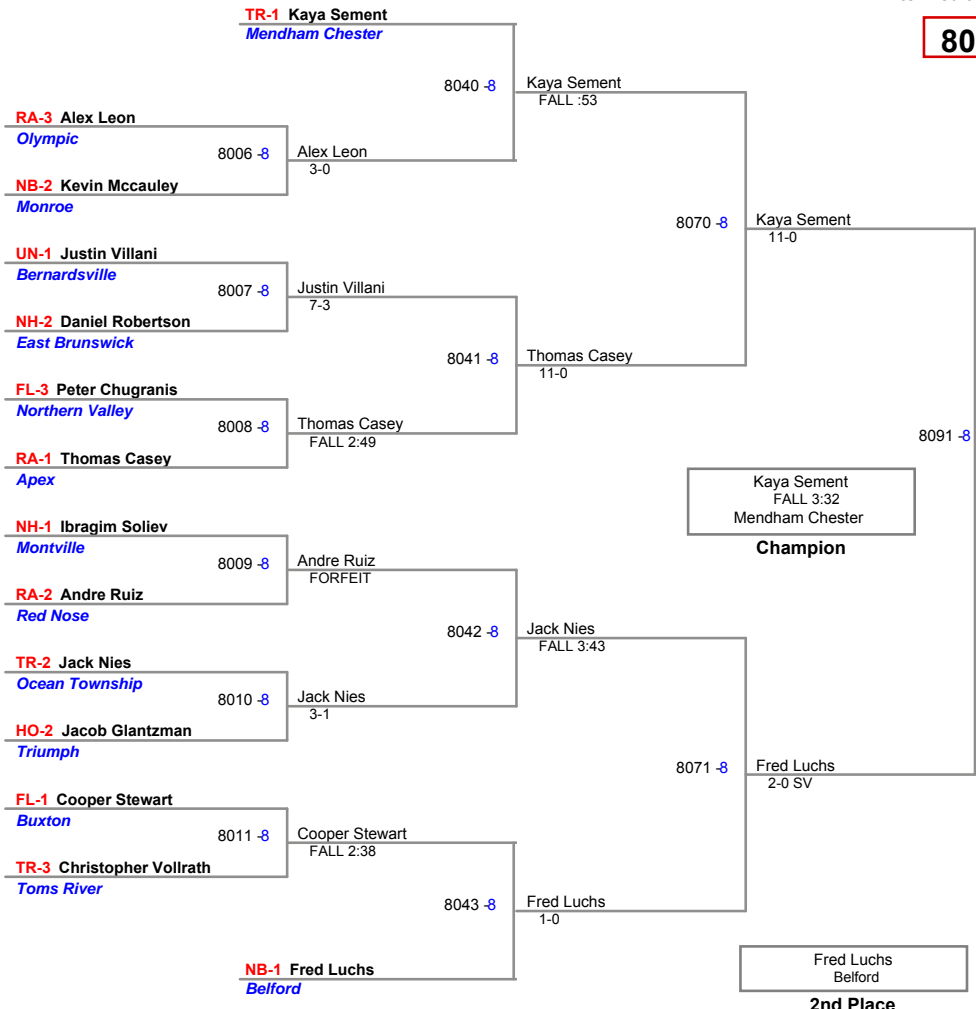 TR-1 Kaya Sement
Mendham Chester
80
8040 -8
Kaya Sement
FALL :53
RA-3 Alex Leon
Olympic
8006 -8
Alex Leon
3-0
NB-2 Kevin Mccauley
Monroe
8070 -8
Kaya Sement
11-0
UN-1 Justin Villani
Bernardsville
8007 -8
Justin Villani
7-3
NH-2 Daniel Robertson
East Brunswick
8041 -8
Thomas Casey
11-0
FL-3 Peter Chugranis
Northern Valley
8008 -8
Thomas Casey
FALL 2:49
RA-1 Thomas Casey
Apex
8091 -8
Kaya Sement
FALL 3:32
Mendham Chester
Champion
NH-1 Ibragim Soliev
Montville
8009 -8
Andre Ruiz
FORFEIT
RA-2 Andre Ruiz
Red Nose
8042 -8
Jack Nies
FALL 3:43
TR-2 Jack Nies
Ocean Township
8010 -8
Jack Nies
3-1
HO-2 Jacob Glantzman
Triumph
8071 -8
Fred Luchs
2-0 SV
FL-1 Cooper Stewart
Buxton
8011 -8
Cooper Stewart
FALL 2:38
TR-3 Christopher Vollrath
Toms River
8043 -8
Fred Luchs
1-0
NB-1 Fred Luchs
Belford
Fred Luchs
Belford
2nd Place